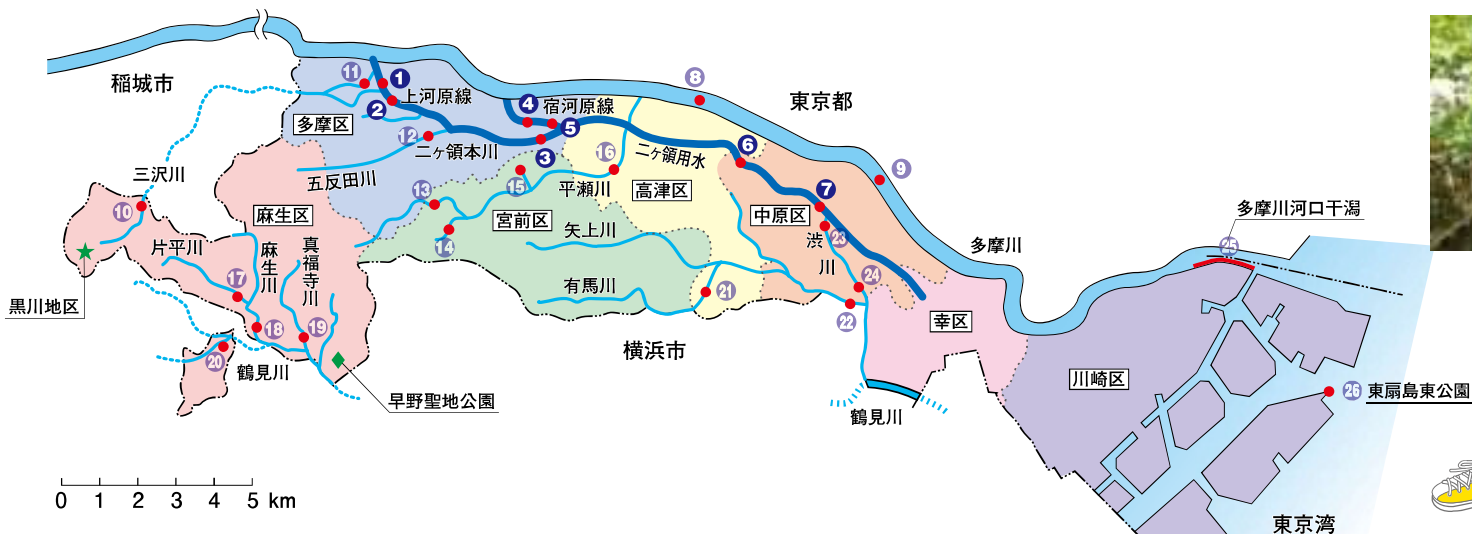 稲城市
⑪
①
上河原線
②
多摩区
⑫
二ヶ領本川
五反田川
④
宿河原線
⑤
③
⑧
東京都
⑥
二ヶ領用水
⑯
⑨
三沢川
⑩
麻生区
⑬
⑮
平瀬川
高津区
⑦
中原区
宮前区
⑭
矢上川
渋川
㉓
多摩川
多摩川河口干潟
㉕
片平川
麻生川
真福寺川
⑰
有馬川
㉑
㉔
㉒
黒川地区
⑱
⑲
⑳
鶴見川
横浜市
幸区
川崎区
早野聖地公園
鶴見川
㉖ 東扇島東公園
0 1 2 3 4 5 km
東京湾